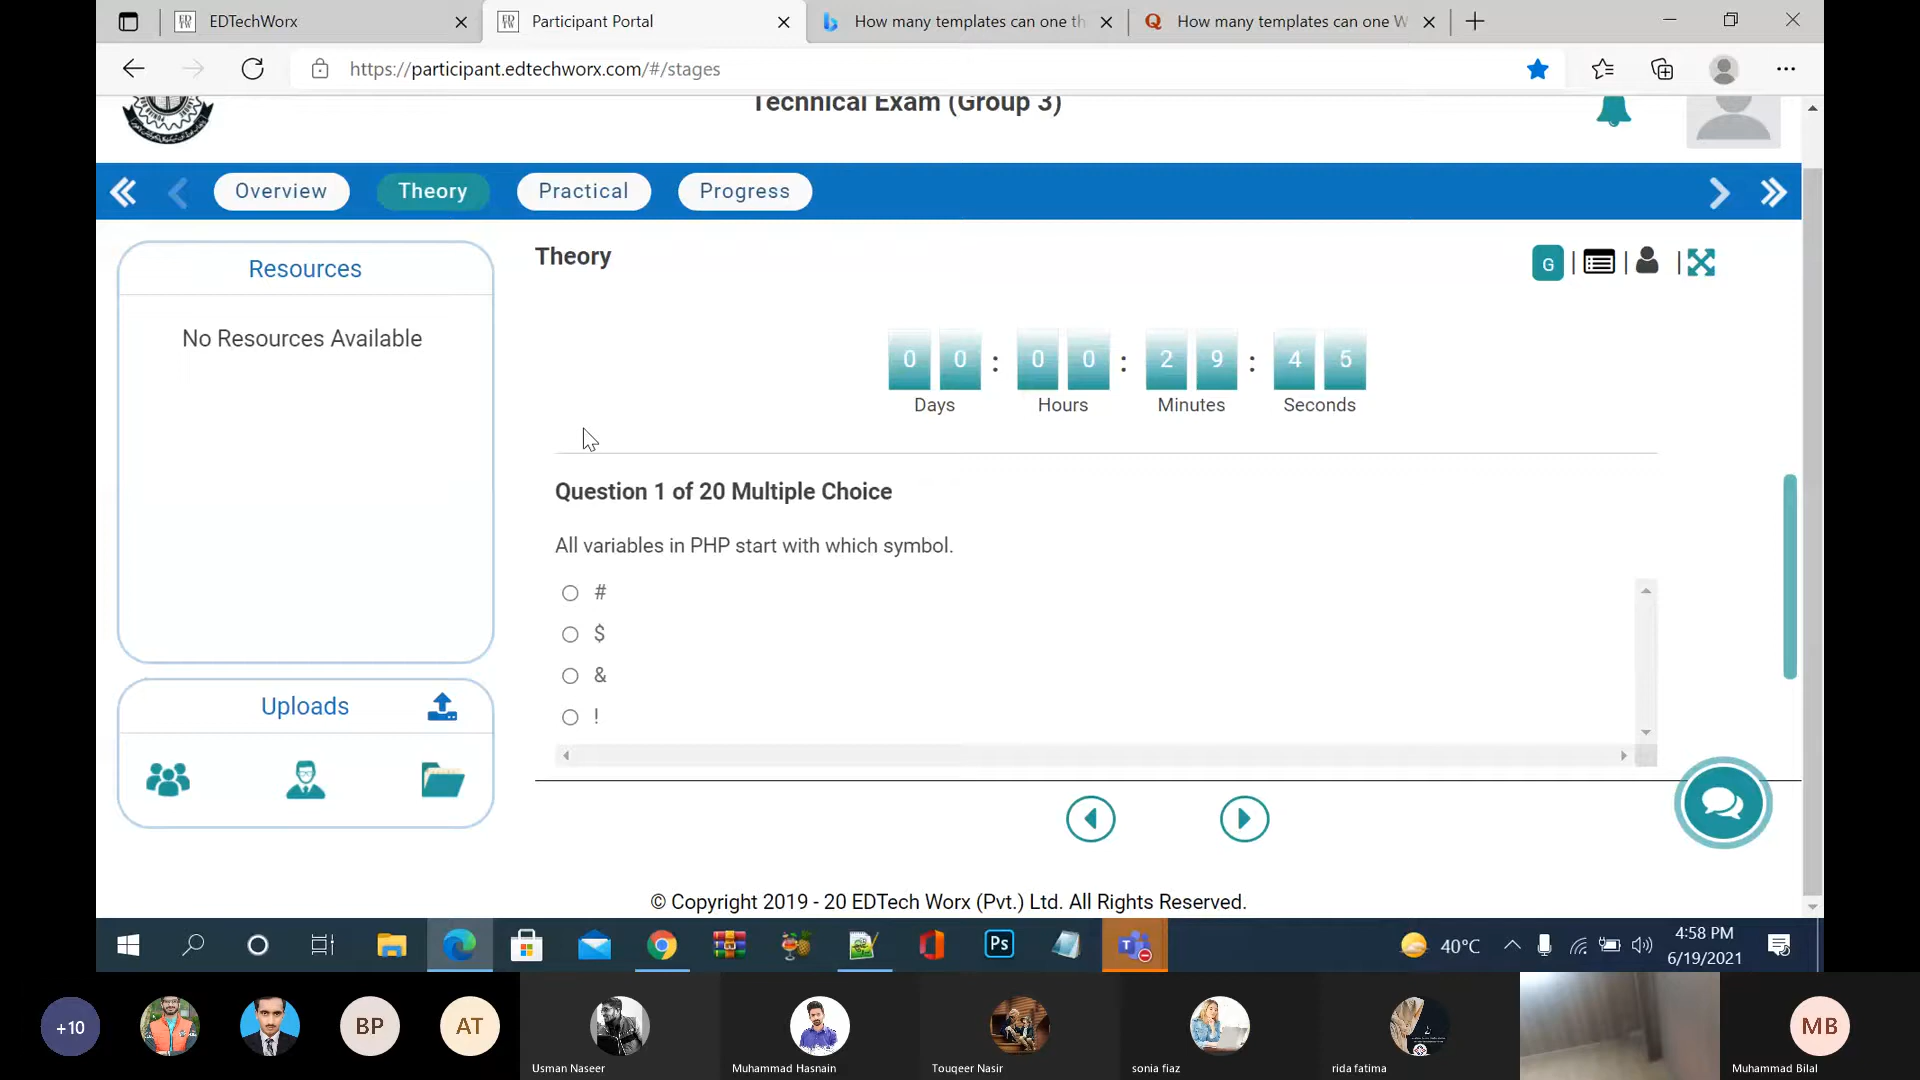 EDTechWorx
Participant Portal
How many templates can one th
How many templates can one W
https://participant.edtechworx.com/#/stages
Technical Exam (Group 3)
Overview
Theory
Practical
Progress
Resources
No Resources Available
Uploads
Theory
G
0 0 : 0 0 : 2 9 : 4 5
Days Hours Minutes Seconds
Question 1 of 20 Multiple Choice
All variables in PHP start with which symbol.
#
$
&
!
© Copyright 2019 - 20 EDTech Worx (Pvt.) Ltd. All Rights Reserved.
Ps
T
40°C
4:58 PM
6/19/2021
+10
BP
AT
MB
Usman Naseer
Muhammad Hasnain
Touqeer Nasir
sonia fiaz
rida fatima
Muhammad Bilal